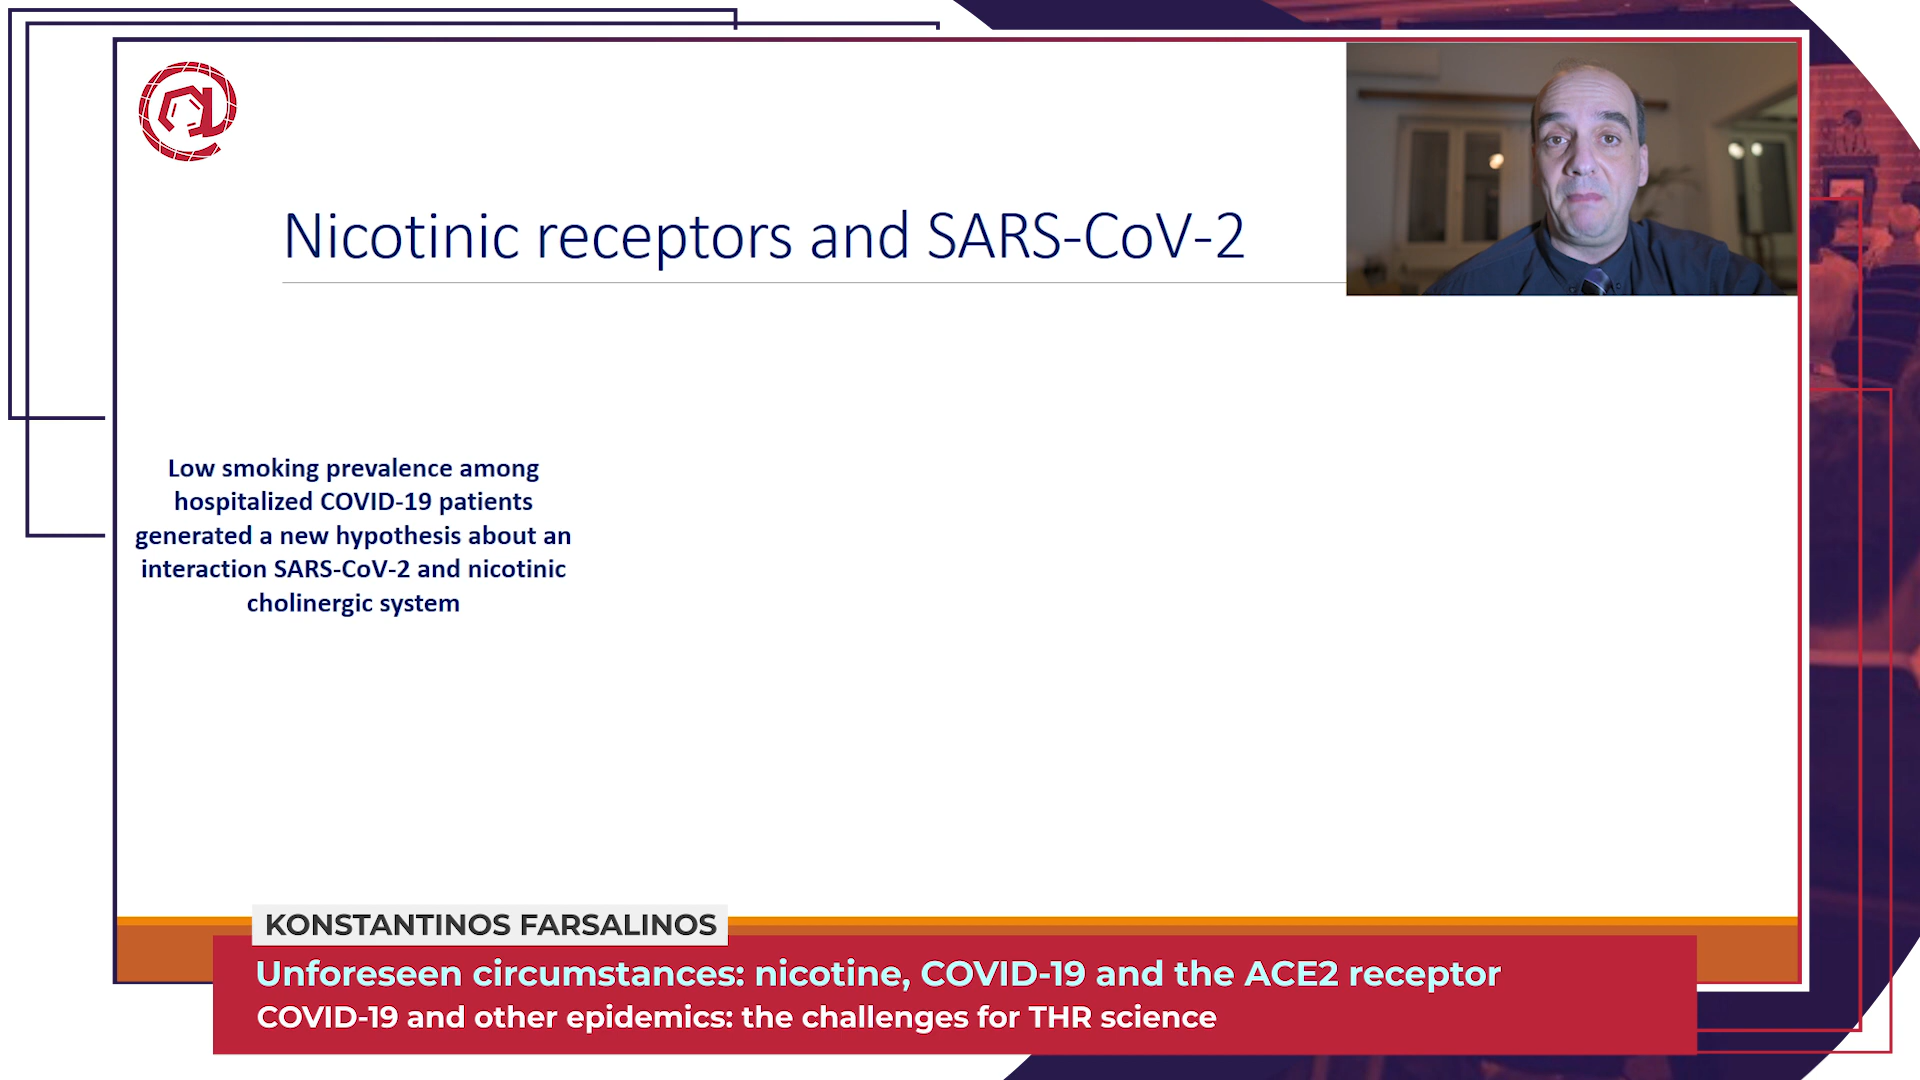 Nicotinic receptors and SARS-CoV-2
Low smoking prevalence among
hospitalized COVID-19 patients
generated a new hypothesis about an
interaction SARS-CoV-2 and nicotinic
cholinergic system
KONSTANTINOS FARSALINOS
Unforeseen circumstances: nicotine, COVID-19 and the ACE2 receptor
COVID-19 and other epidemics: the challenges for THR science